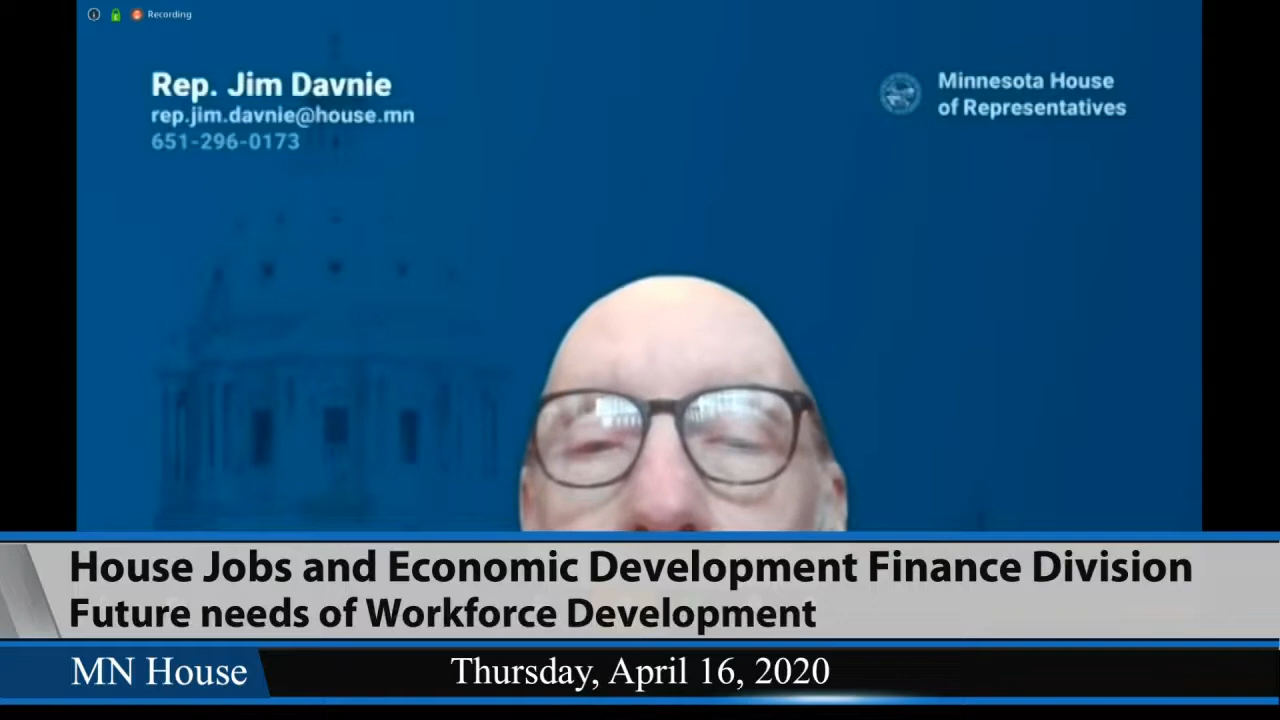 Recording
Rep. Jim Davnie
rep.jim.davnie@house.mn
651-296-0173
Minnesota House
of Representatives
House Jobs and Economic Development Finance Division
Future needs of Workforce Development
MN House
Thursday, April 16, 2020